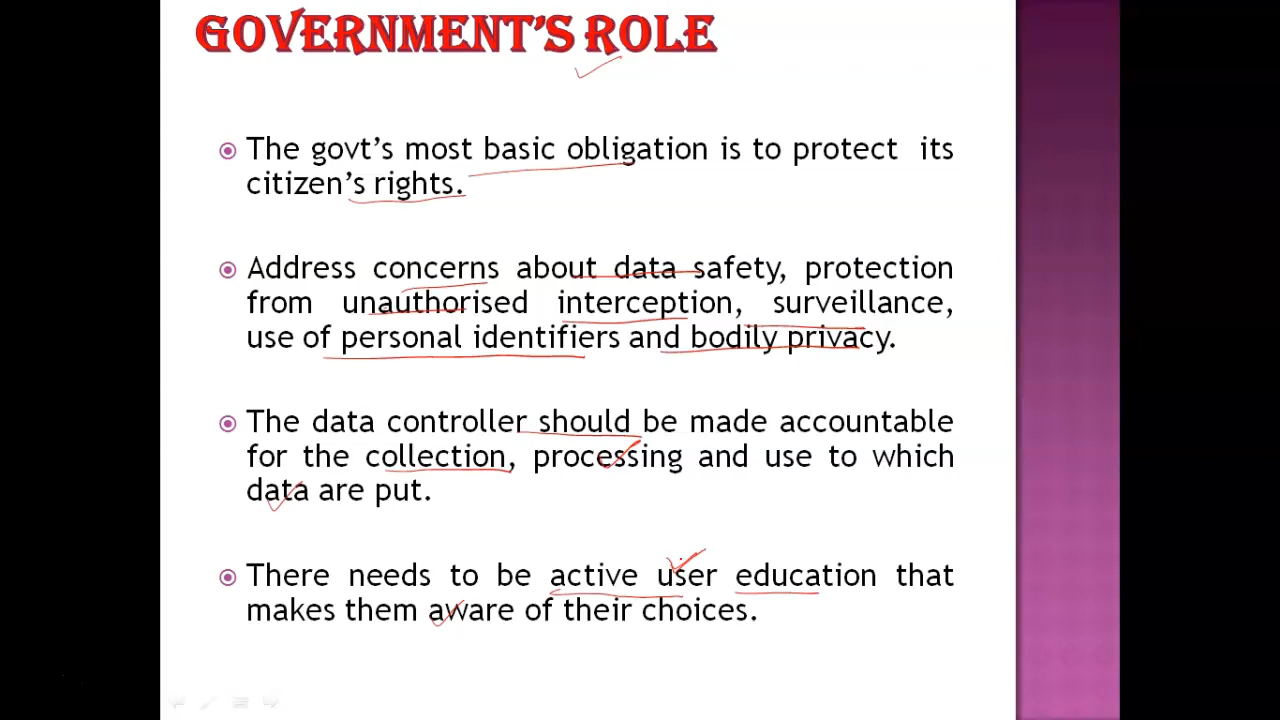 GOVERNMENT'S ROLE
The govt's most basic obligation is to protect its
citizen's rights.
Address concerns about data safety, protection
from unauthorised interception, surveillance,
use of personal identifiers and bodily privacy.
The data controller should be made accountable
for the collection, processing and use to which
data are put.
There needs to be active user education that
makes them aware of their choices.